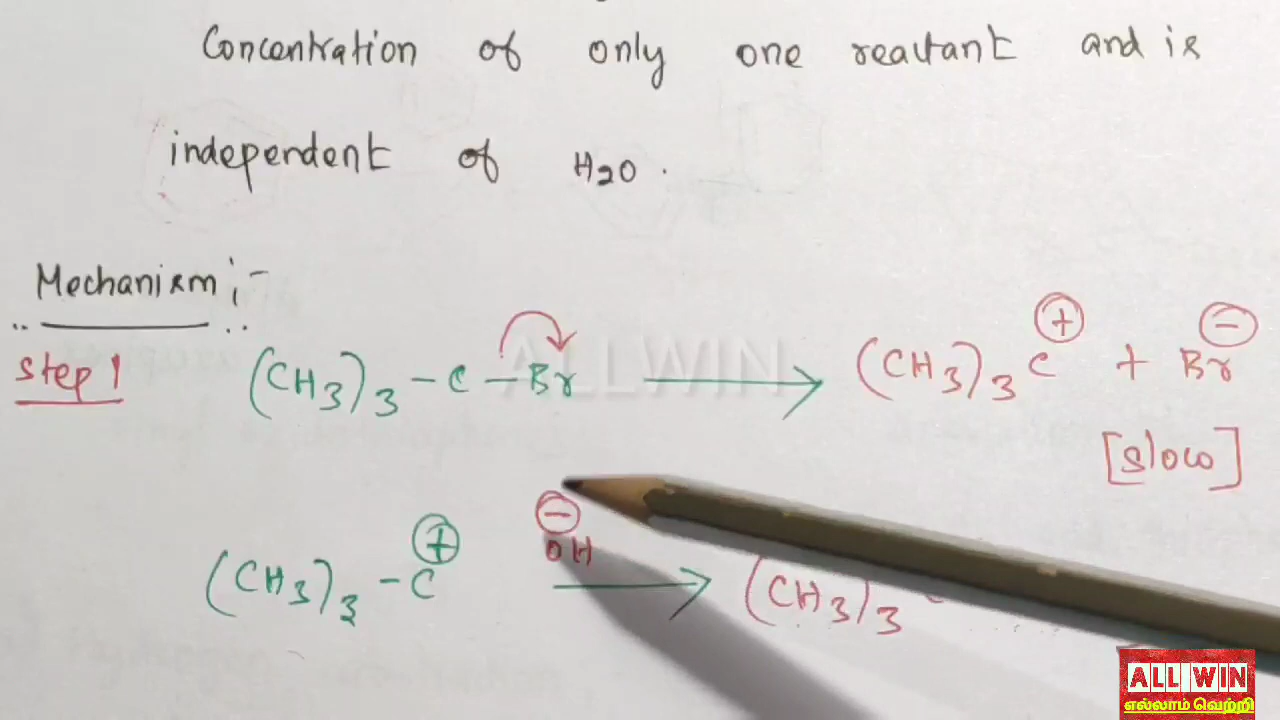 Concentration of only one reactant and is
independent of H2O.
Mechanism :-
Step 1
(CH3)3 - C - Br ⟶ (CH3)3 C⊕ + Br⊖
[slow]
(CH3)3 - C⊕ ⊖OH ⟶ (CH3)3
ALLWIN
ALL WIN
எல்லாம் வெற்றி